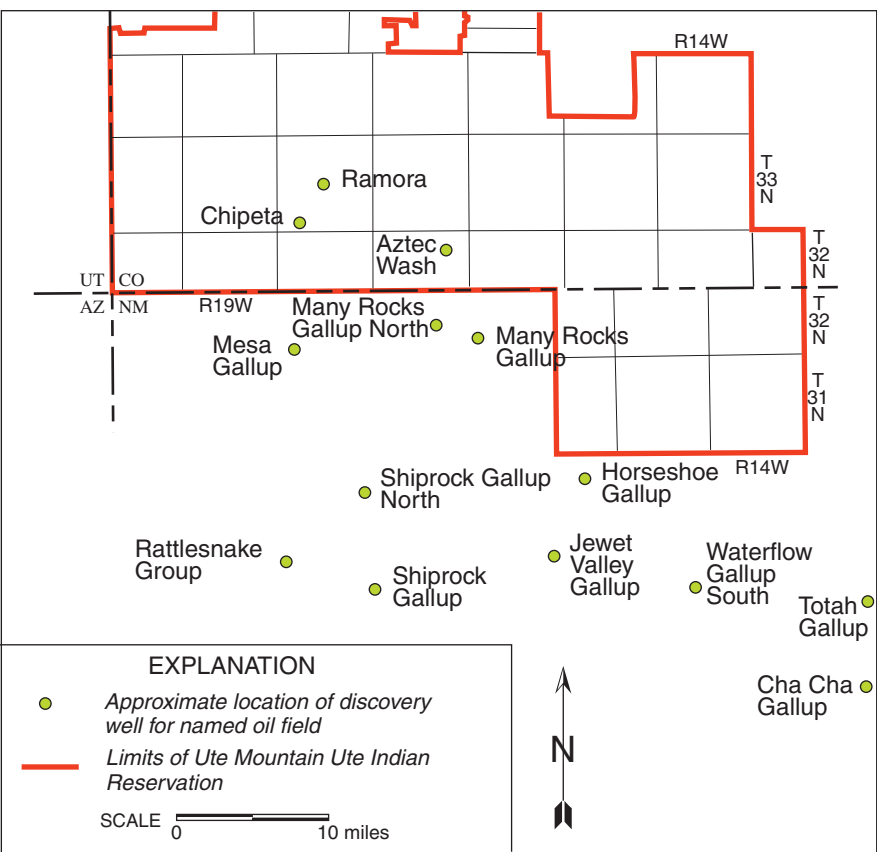 R14W
T
33
N
Ramora
Chipeta
Aztec
Wash
T
32
N
UT CO
AZ NM
R19W
Many Rocks
Gallup North
T
32
N
Many Rocks
Gallup
Mesa
Gallup
T
31
N
R14W
Shiprock Gallup
North
Horseshoe
Gallup
Rattlesnake
Group
Shiprock
Gallup
Jewet
Valley
Gallup
Waterflow
Gallup
South
Totah
Gallup
Cha Cha
Gallup
EXPLANATION
Approximate location of discovery
well for named oil field
Limits of Ute Mountain Ute Indian
Reservation
SCALE
0 10 miles
N